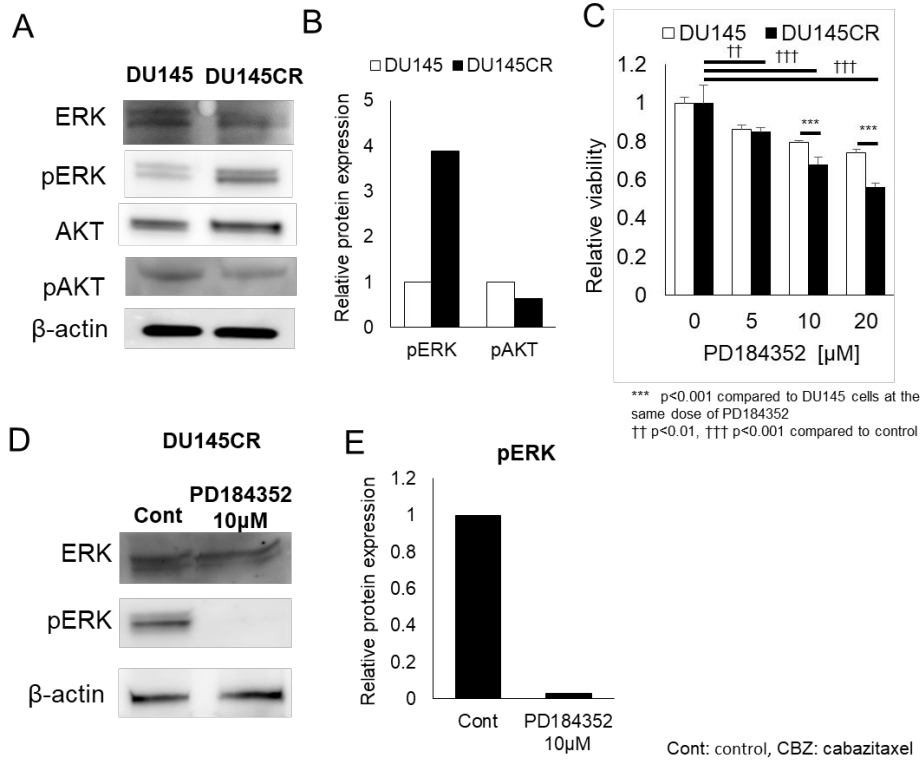 A
DU145 DU145CR
ERK
pERK
AKT
pAKT
β-actin
B
DU145 DU145CR
Relative protein expression
5
4
3
2
1
0
pERK pAKT
C
DU145 DU145CR
†† †††
†††
*** ***
Relative viability
1.2
1
0.8
0.6
0.4
0.2
0
0 5 10 20
PD184352 [µM]
*** p<0.001 compared to DU145 cells at the
same dose of PD184352
†† p<0.01, ††† p<0.001 compared to control
D
DU145CR
Cont PD184352
10µM
ERK
pERK
β-actin
E
pERK
Relative protein expression
1.2
1
0.8
0.6
0.4
0.2
0
Cont PD184352
10µM
Cont: control, CBZ: cabazitaxel